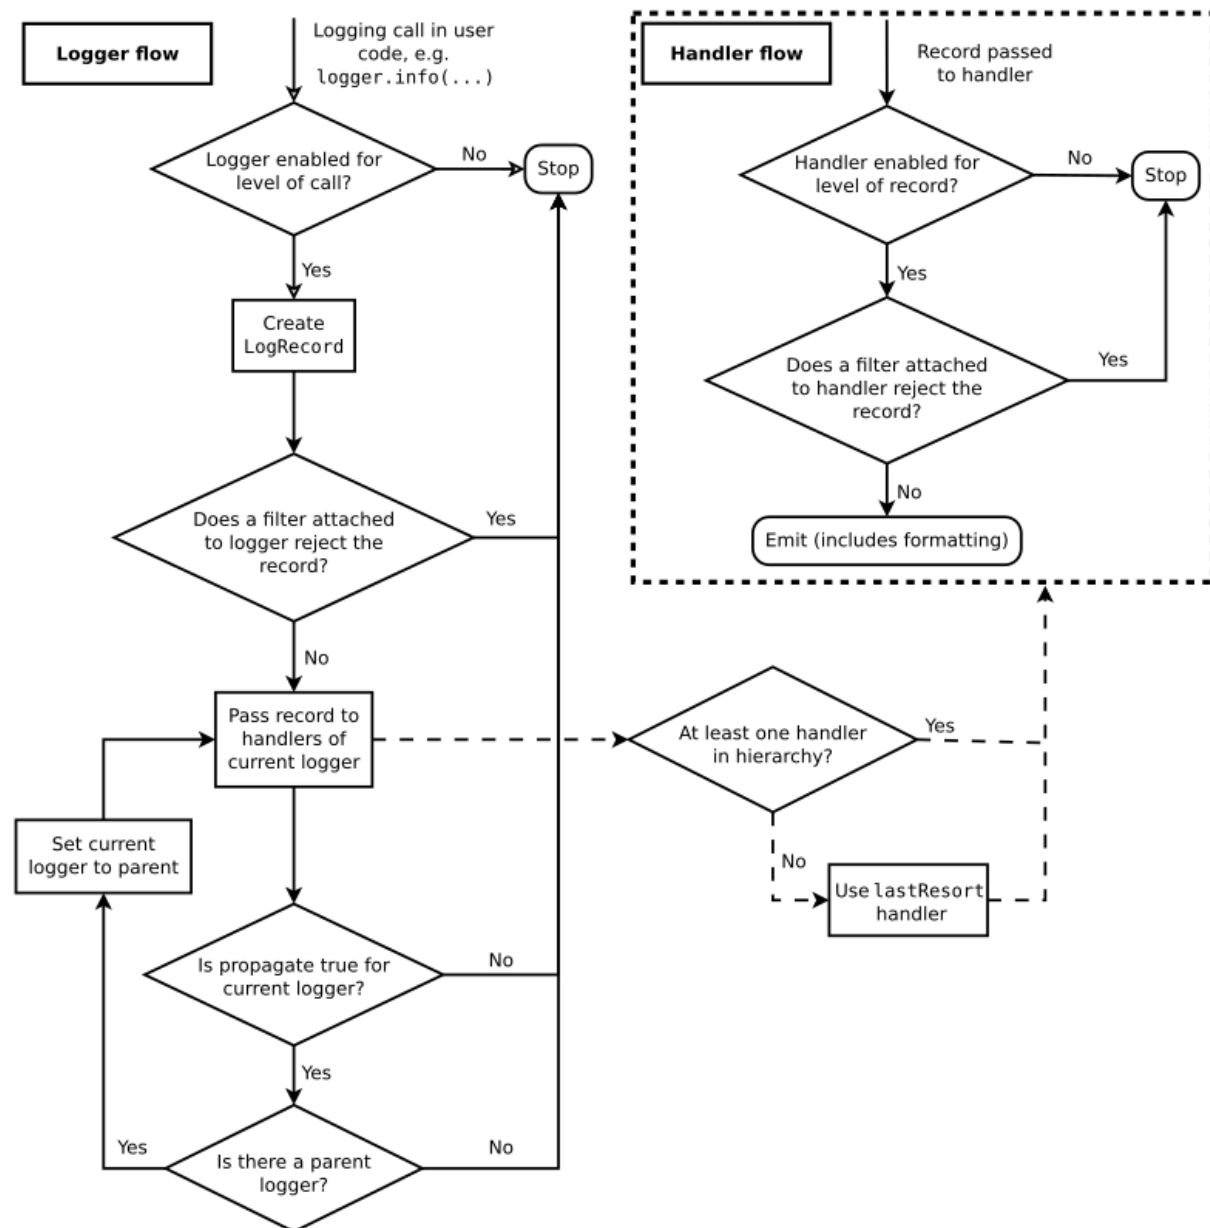 Logger flow
Logging call in user
code, e.g.
logger.info(...)
Logger enabled for
level of call?
No
Stop
Yes
Create
LogRecord
Does a filter attached
to logger reject the
record?
Yes
No
Pass record to
handlers of
current logger
Set current
logger to parent
Is propagate true for
current logger?
No
Yes
Is there a parent
logger?
Yes
No
Handler flow
Record passed
to handler
Handler enabled for
level of record?
No
Stop
Yes
Does a filter attached
to handler reject the
record?
Yes
No
Emit (includes formatting)
At least one handler
in hierarchy?
Yes
No
Use lastResort
handler